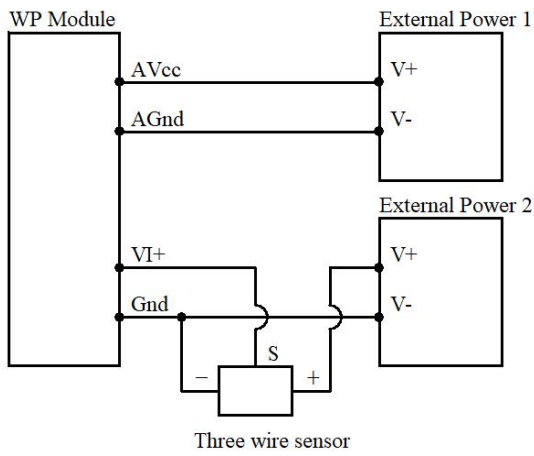 WP Module
External Power 1
AVcc
V+
AGnd
V-
External Power 2
VI+
V+
Gnd
V-
S
−
+
Three wire sensor